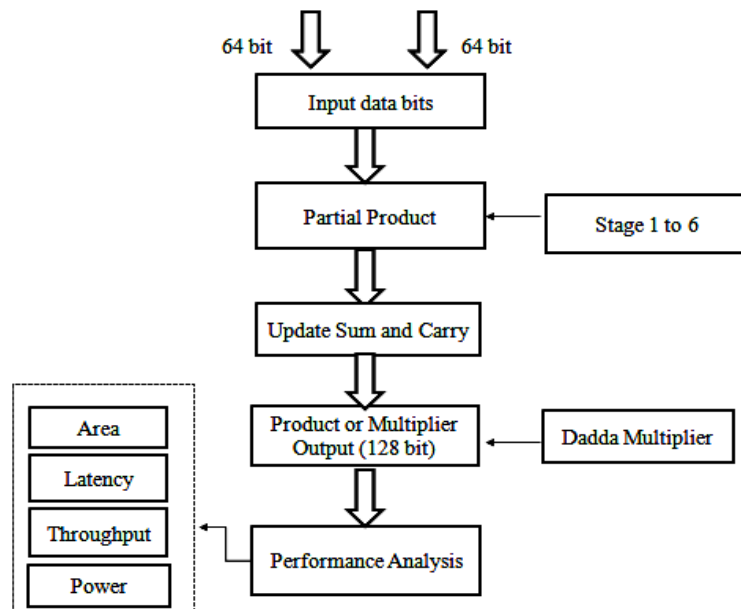 64 bit
64 bit
Input data bits
Partial Product
Stage 1 to 6
Update Sum and Carry
Product or Multiplier
Output (128 bit)
Dadda Multiplier
Area
Latency
Throughput
Power
Performance Analysis